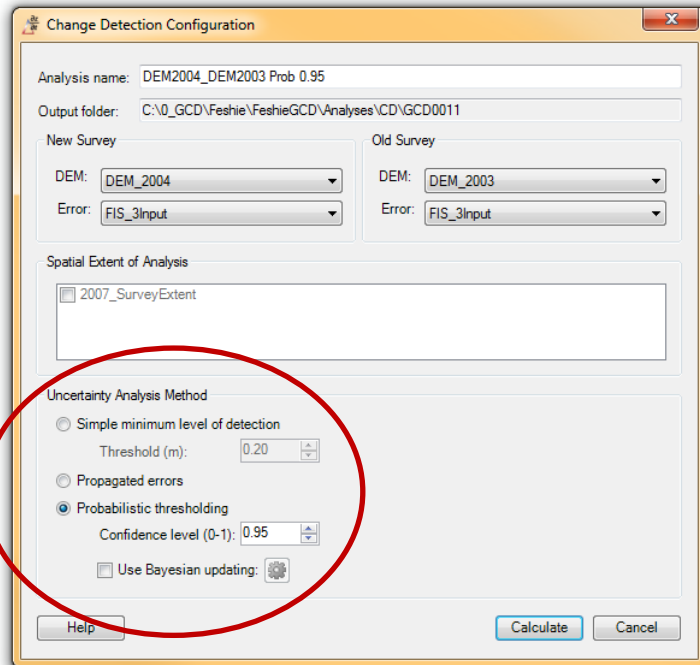 Change Detection Configuration
Analysis name: DEM2004_DEM2003 Prob 0.95
Output folder: C:\0_GCD\Feshie\FeshieGCD\Analyses\CD\GCD0011
New Survey
DEM: DEM_2004
Error: FIS_3Input
Old Survey
DEM: DEM_2003
Error: FIS_3Input
Spatial Extent of Analysis
2007_SurveyExtent
Uncertainty Analysis Method
Simple minimum level of detection
Threshold (m): 0.20
Propagated errors
Probabilistic thresholding
Confidence level (0-1): 0.95
Use Bayesian updating:
Help Calculate Cancel